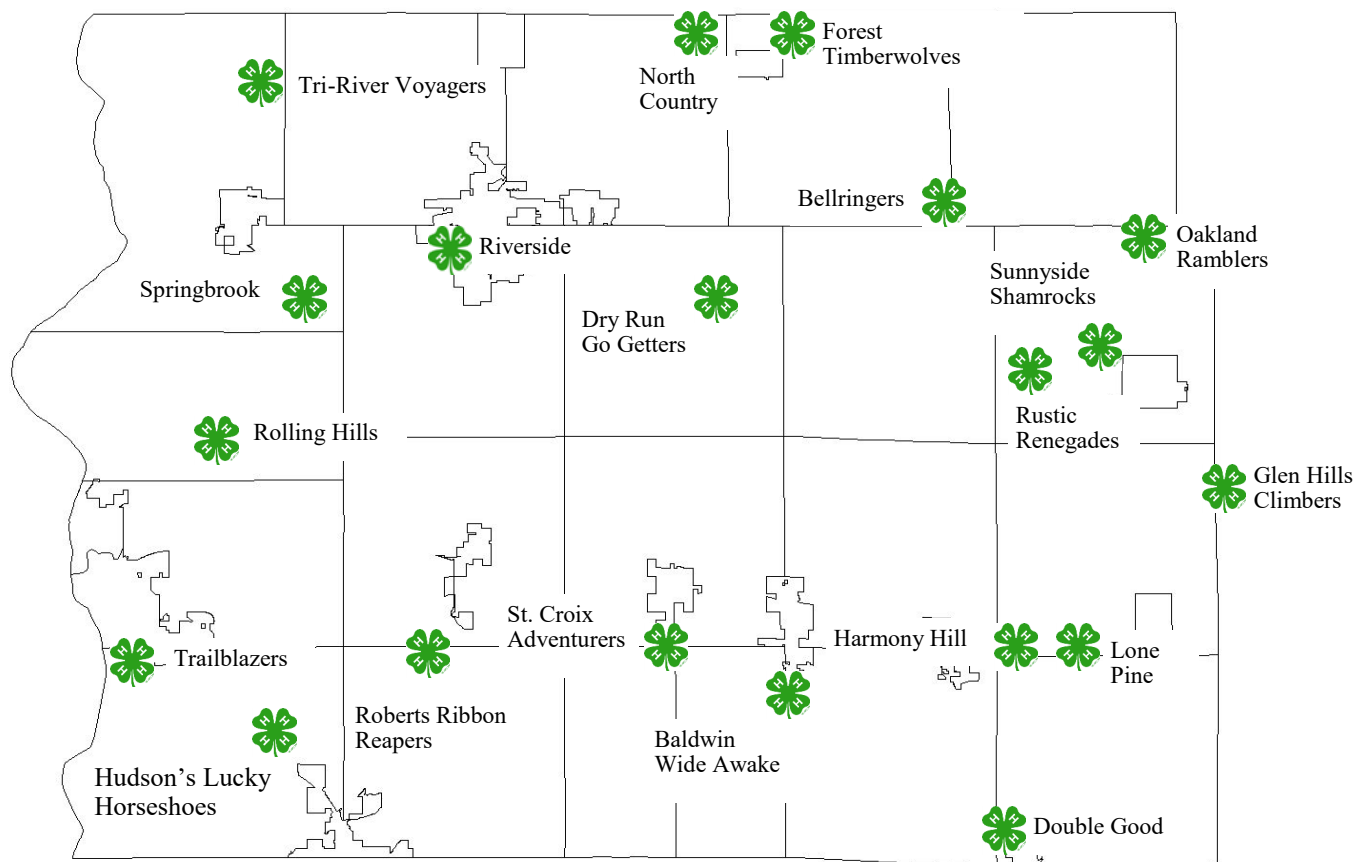 Forest
Timberwolves
North
Country
Tri-River Voyagers
Bellringers
Oakland
Ramblers
Riverside
Sunnyside
Shamrocks
Springbrook
Dry Run
Go Getters
Rustic
Renegades
Rolling Hills
Glen Hills
Climbers
St. Croix
Adventurers
Harmony Hill
Lone
Pine
Trailblazers
Roberts Ribbon
Reapers
Baldwin
Wide Awake
Hudson’s Lucky
Horseshoes
Double Good